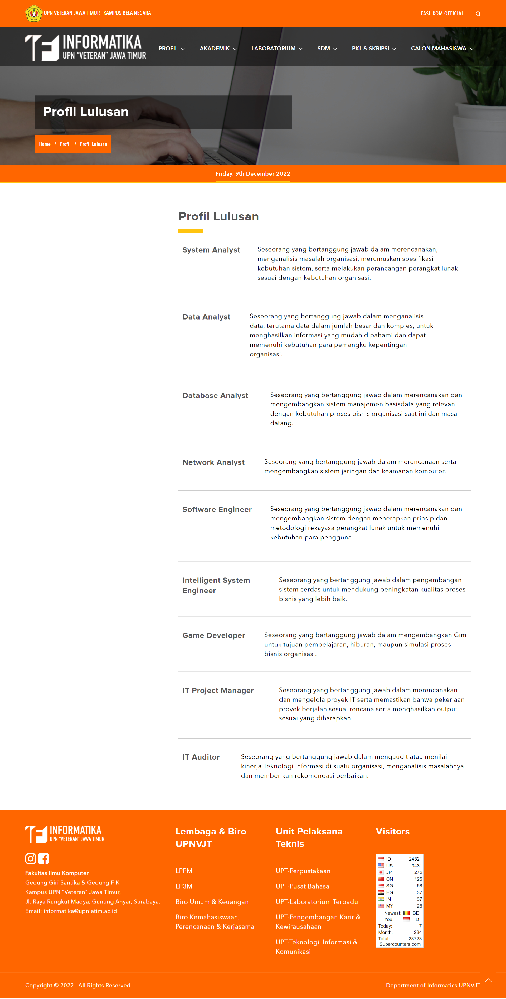 UPN VETERAN JAWA TIMUR - KAMPUS BELA NEGARA
FASILKOM OFFICIAL
INFORMATIKA
UPN “VETERAN” JAWA TIMUR
PROFIL
AKADEMIK
LABORATORIUM
SDM
PKL & SKRIPSI
CALON MAHASISWA
Profil Lulusan
Home / Profil / Profil Lulusan
Friday, 9th December 2022
Profil Lulusan
System Analyst
Seseorang yang bertanggung jawab dalam merencanakan,
menganalisis masalah organisasi, merumuskan spesifikasi
kebutuhan sistem, serta melakukan perancangan perangkat lunak
sesuai dengan kebutuhan organisasi.
Data Analyst
Seseorang yang bertanggung jawab dalam menganalisis
data, terutama data dalam jumlah besar dan komples, untuk
menghasilkan informasi yang mudah dipahami dan dapat
memenuhi kebutuhan para pemangku kepentingan
organisasi.
Database Analyst
Seseorang yang bertanggung jawab dalam merencanakan dan
mengembangkan sistem manajemen basisdata yang relevan
dengan kebutuhan proses bisnis organisasi saat ini dan masa
datang.
Network Analyst
Seseorang yang bertanggung jawab dalam merencanaan serta
mengembangkan sistem jaringan dan keamanan komputer.
Software Engineer
Seseorang yang bertanggung jawab dalam merencanakan dan
mengembangkan sistem dengan menerapkan prinsip dan
metodologi rekayasa perangkat lunak untuk memenuhi
kebutuhan para pengguna.
Intelligent System
Engineer
Seseorang yang bertanggung jawab dalam pengembangan
sistem cerdas untuk mendukung peningkatan kualitas proses
bisnis yang lebih baik.
Game Developer
Seseorang yang bertanggung jawab dalam mengembangkan Gim
untuk tujuan pembelajaran, hiburan, maupun simulasi proses
bisnis organisasi.
IT Project Manager
Seseorang yang bertanggung jawab dalam merencanakan
dan mengelola proyek IT serta memastikan bahwa pekerjaan
proyek berjalan sesuai rencana serta menghasilkan output
sesuai yang diharapkan.
IT Auditor
Seseorang yang bertanggung jawab dalam mengaudit atau menilai
kinerja Teknologi Informasi di suatu organisasi, menganalisis masalahnya
dan memberikan rekomendasi perbaikan.
INFORMATIKA
UPN “VETERAN” JAWA TIMUR
Fakultas Ilmu Komputer
Gedung Giri Santika & Gedung FIK
Kampus UPN “Veteran” Jawa Timur,
Jl. Raya Rungkut Madya, Gunung Anyar, Surabaya.
Email: informatika@upnjatim.ac.id
Lembaga & Biro
UPNVJT
LPPM
LP3M
Biro Umum & Keuangan
Biro Kemahasiswaan,
Perencanaan & Kerjasama
Unit Pelaksana
Teknis
UPT-Perpustakaan
UPT-Pusat Bahasa
UPT-Laboratorium Terpadu
UPT-Pengembangan Karir &
Kewirausahaan
UPT-Teknologi, Informasi &
Komunikasi
Visitors
ID 24521
US 3431
JP 275
CN 125
SG 58
EG 37
IN 37
MY 26
Newest: BE
You: ID
Today: 7
Month: 234
Total: 28723
Supercounters.com
Copyright © 2022 | All Rights Reserved
Department of Informatics UPNVJT